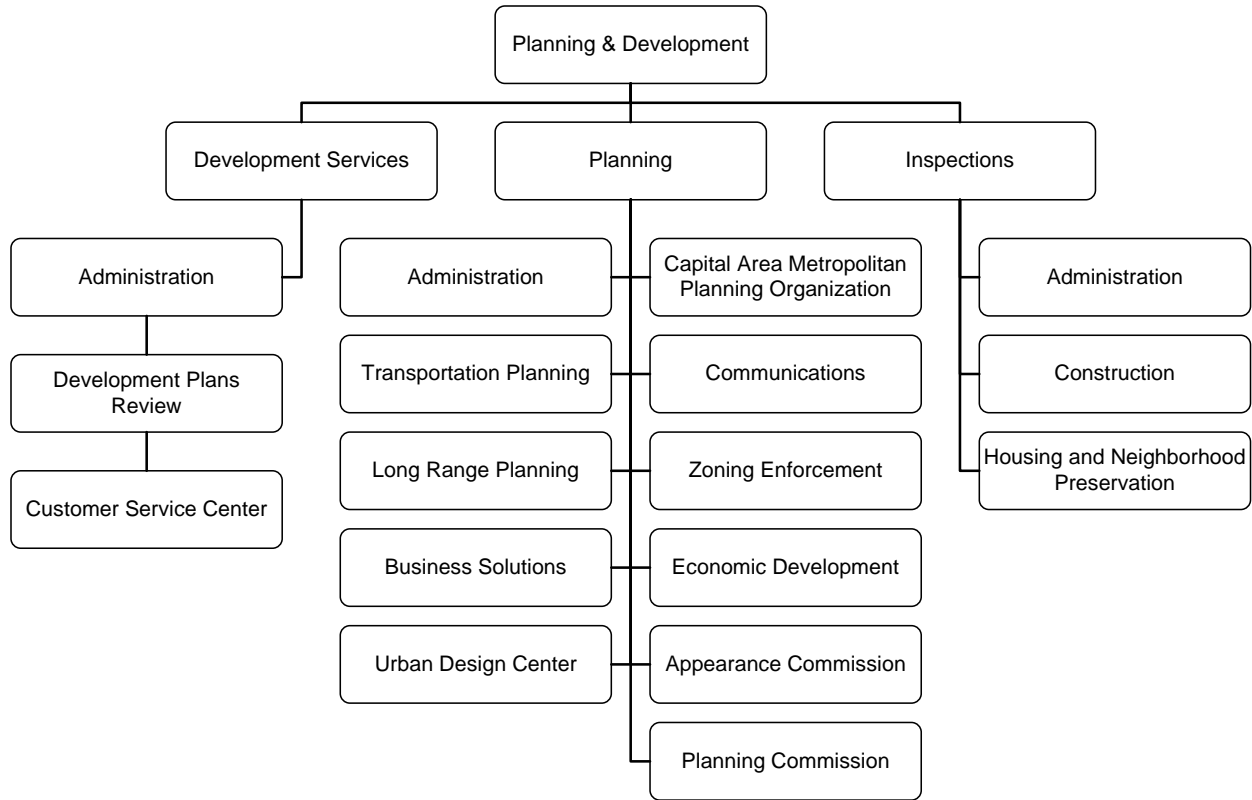 Planning & Development
Development Services
Planning
Inspections
Administration
Administration
Capital Area Metropolitan
Planning Organization
Administration
Development Plans
Review
Transportation Planning
Communications
Construction
Customer Service Center
Long Range Planning
Zoning Enforcement
Housing and Neighborhood
Preservation
Business Solutions
Economic Development
Urban Design Center
Appearance Commission
Planning Commission